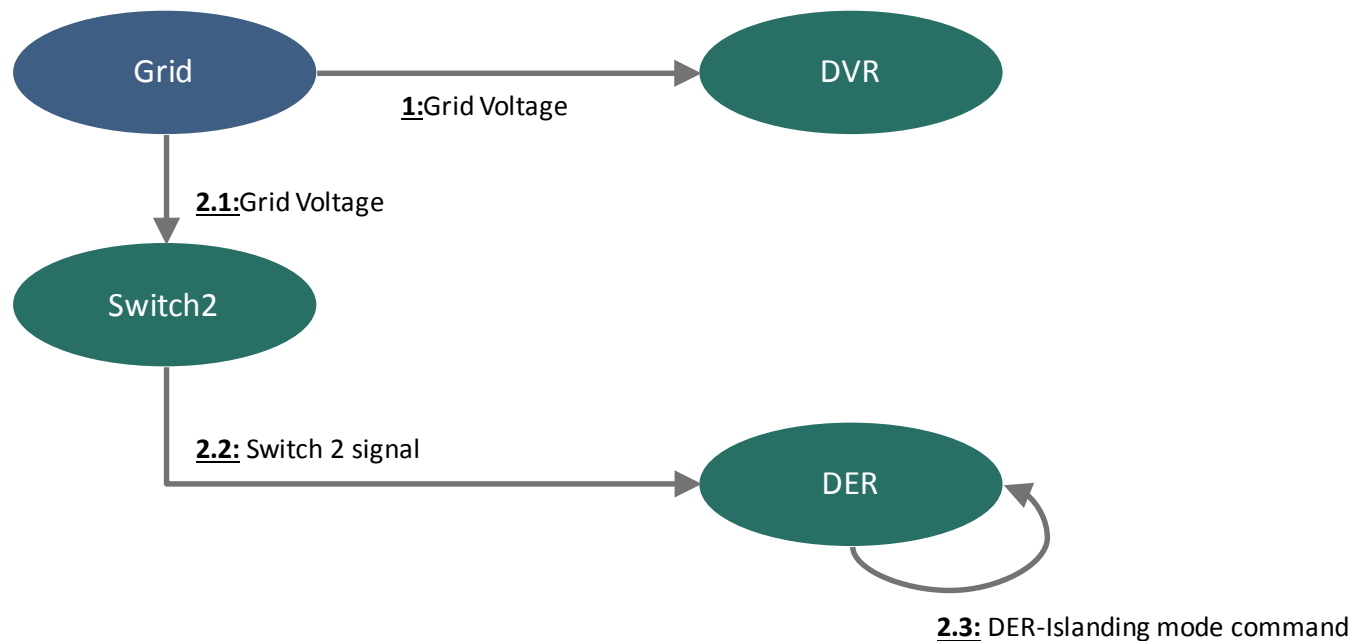 Grid
DVR
1:Grid Voltage
2.1:Grid Voltage
Switch2
2.2: Switch 2 signal
DER
2.3: DER-Islanding mode command